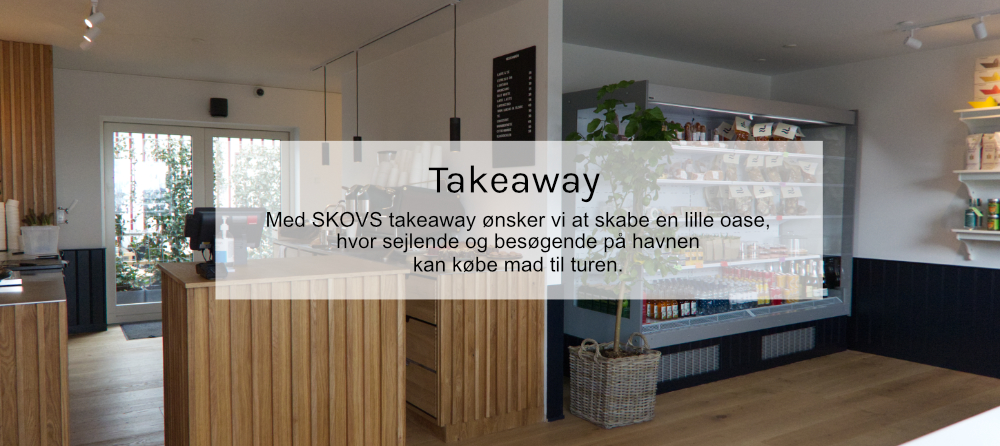 Takeaway
Med SKOVS takeaway ønsker vi at skabe en lille oase,
hvor sejlende og besøgende på havnen
kan købe mad til turen.